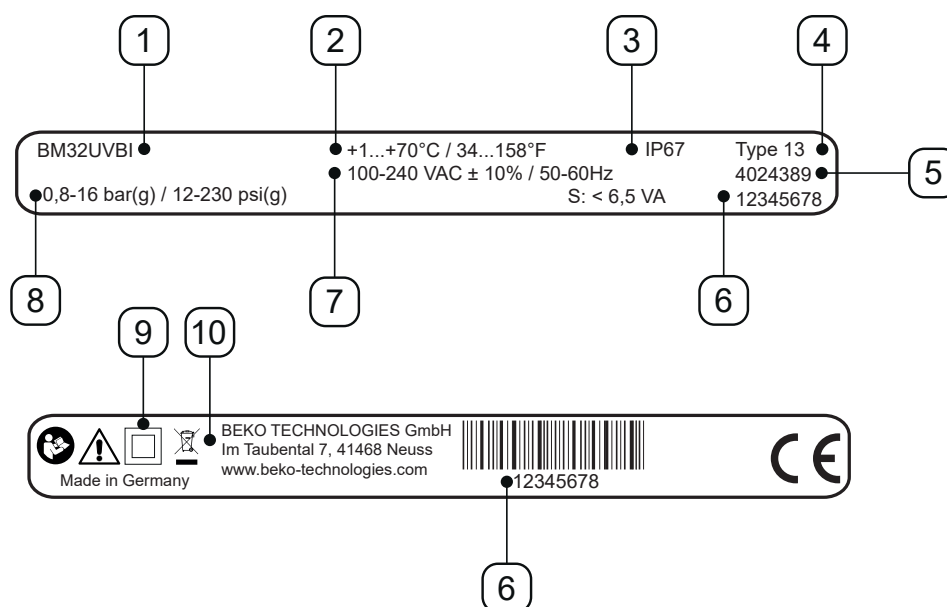 1 2 3 4
BM32UVBI +1...+70°C / 34...158°F IP67 Type 13
100-240 VAC ± 10% / 50-60Hz 4024389 5
0,8-16 bar(g) / 12-230 psi(g) S: < 6,5 VA 12345678
8 7 6
9 10
BEKO TECHNOLOGIES GmbH
Im Taubental 7, 41468 Neuss
www.beko-technologies.com
Made in Germany
12345678
CE
6